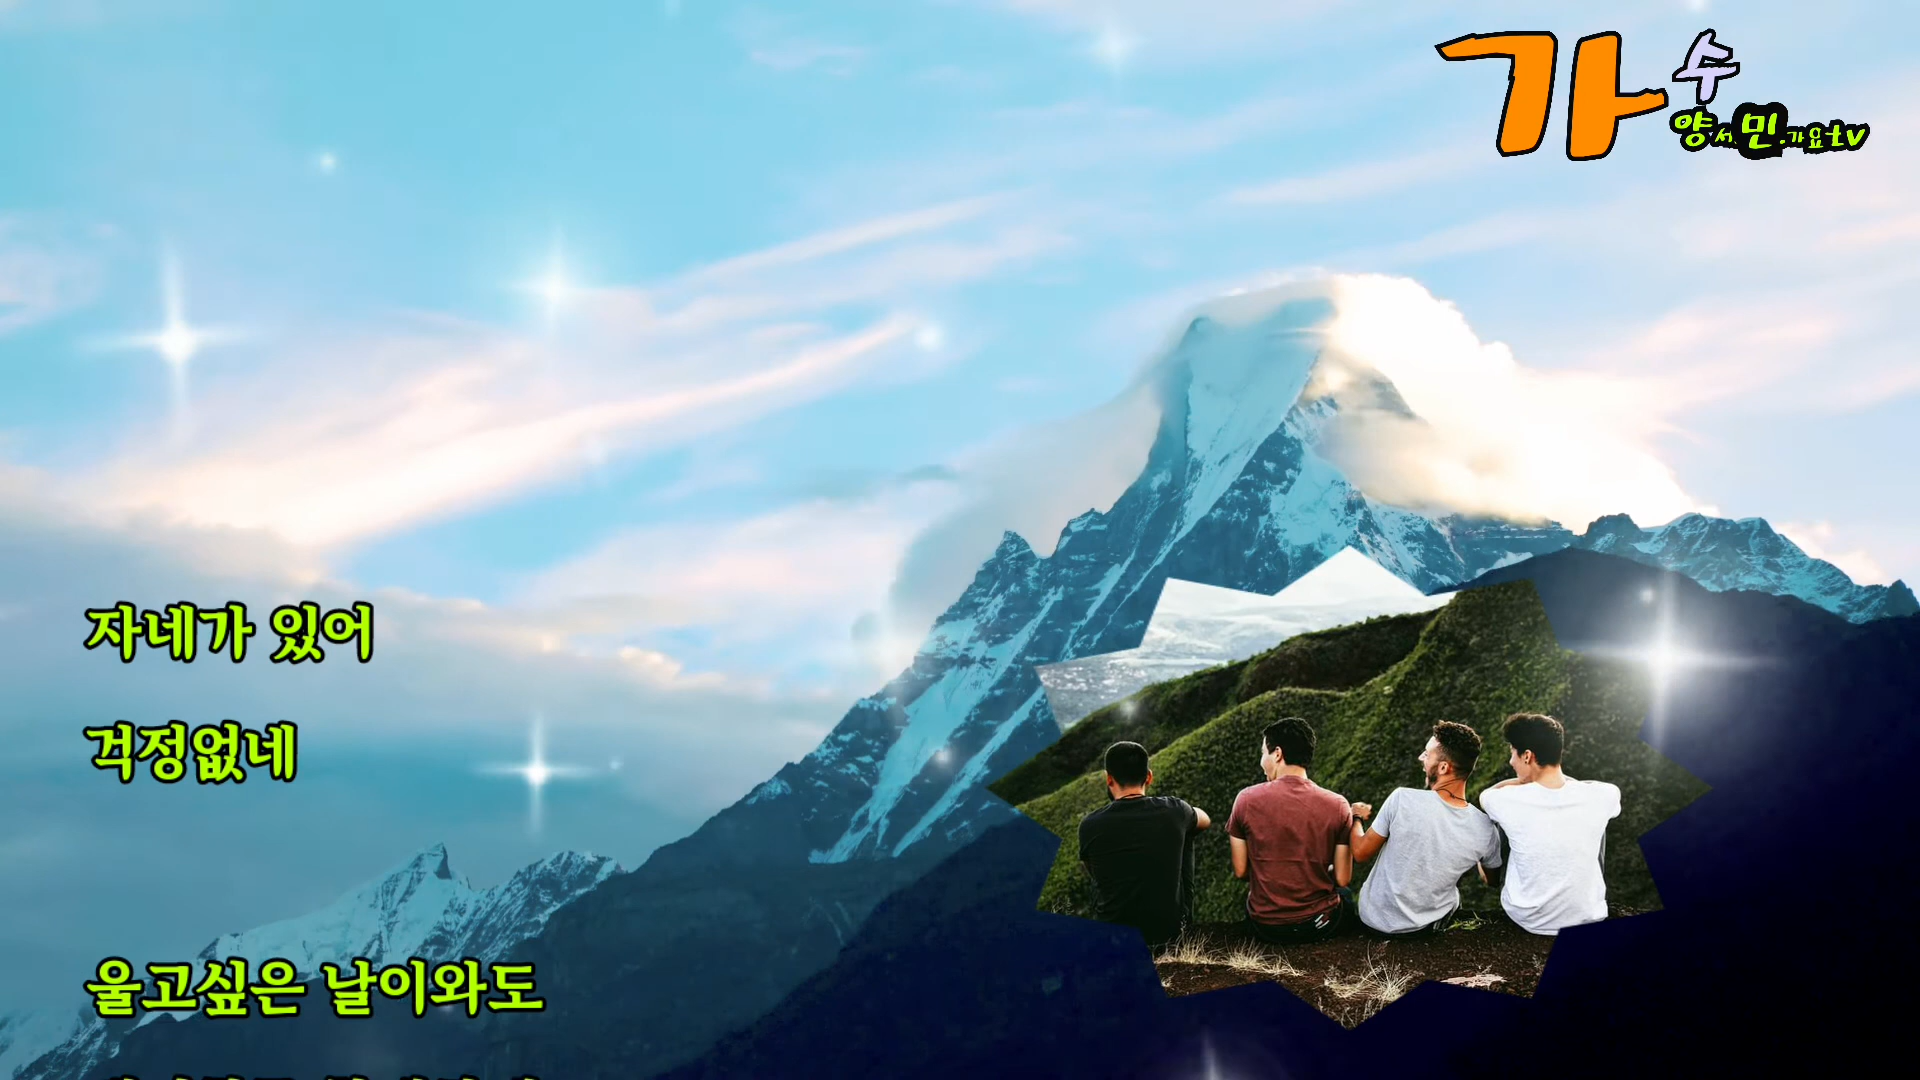 가수
양서민.가요tv
자네가 있어
걱정없네
울고싶은 날이와도